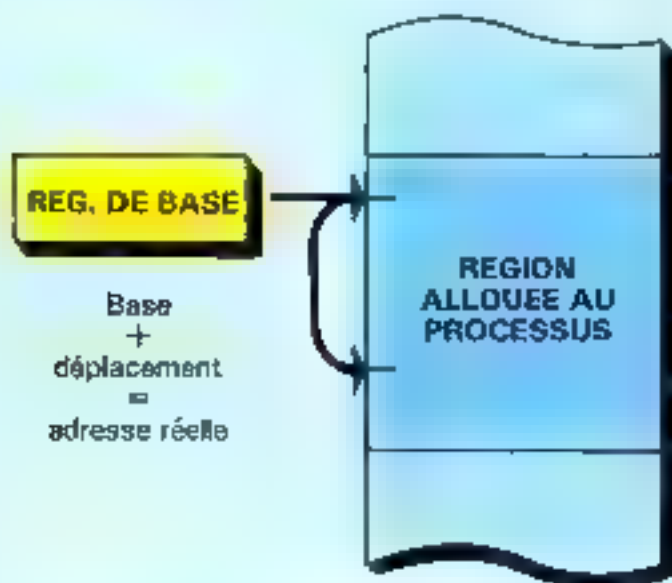 REG. DE BASE
Base
+
déplacement
=
adresse réelle
REGION
ALLOUEE AU
PROCESSUS